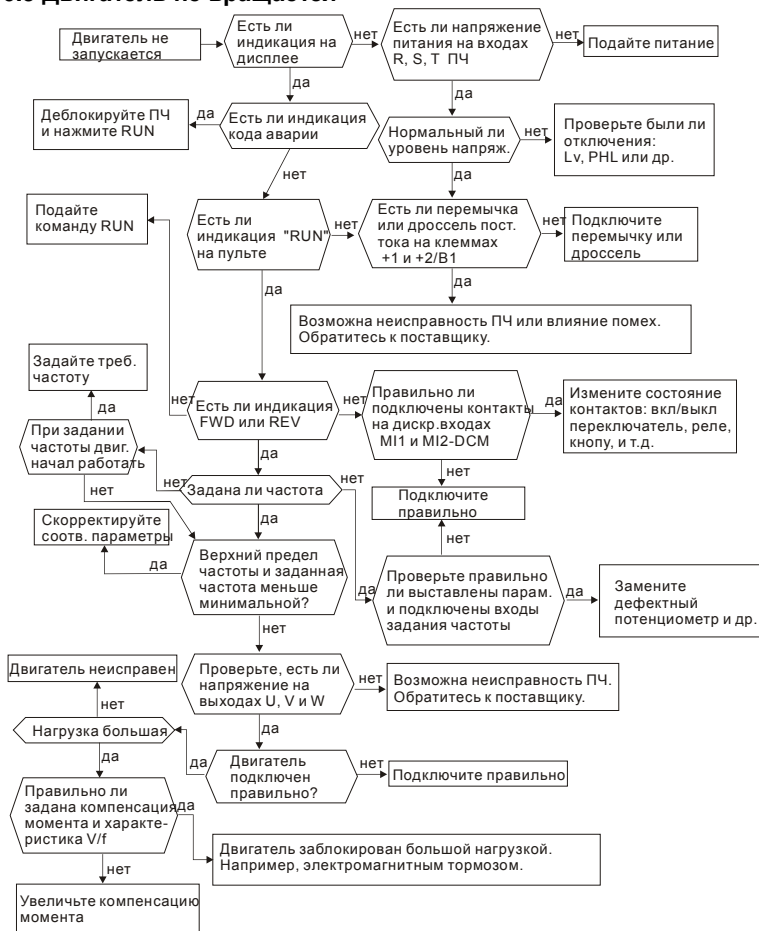 Двигатель не вращается
Двигатель не
запускается
Есть ли
индикация на
дисплее
нет
Есть ли напряжение
питания на входах
R, S, T ПЧ
нет
Подайте питание
да
да
Деблокируйте ПЧ
и нажмите RUN
да
Есть ли индикация
кода аварии
Нормальный ли
уровень напряж.
нет
Проверьте были ли
отключения:
Lv, PHL или др.
нет
да
Подайте
команду RUN
Есть ли
индикация "RUN"
на пульте
нет
Есть ли перемычка
или дроссель пост.
тока на клеммах
+1 и +2/B1
нет
Подключите
перемычку или
дроссель
да
да
Возможна неисправность ПЧ или влияние помех.
Обратитесь к поставщику.
Задайте треб.
частоту
да
При задании
частоты двиг.
начал работать
нет
нет
Есть ли индикация
FWD или REV
нет
Правильно ли
подключены контакты
на дискр.входах
MI1 и MI2-DCM
да
Измените состояние
контактов: вкл/выкл
переключатель, реле,
кнопу, и т.д.
да
нет
нет
Задана ли частота
нет
Подключите
правильно
да
нет
Скорректируйте
соотв. параметры
да
Верхний предел
частоты и заданная
частота меньше
минимальной?
да
Проверьте правильно
ли выставлены парам.
и подключены входы
задания частоты
да
Замените
дефектный
потенциометр и др.
нет
Двигатель неисправен
Проверьте, есть ли
напряжение на
выходах U, V и W
нет
Возможна неисправность ПЧ.
Обратитесь к поставщику.
нет
да
Нагрузка большая
да
Двигатель
подключен
правильно?
нет
Подключите правильно
да
Правильно ли
задана компенсация
момента и характе-
ристика V/f
да
Двигатель заблокирован большой нагрузкой.
Например, электромагнитным тормозом.
нет
Увеличьте компенсацию
момента